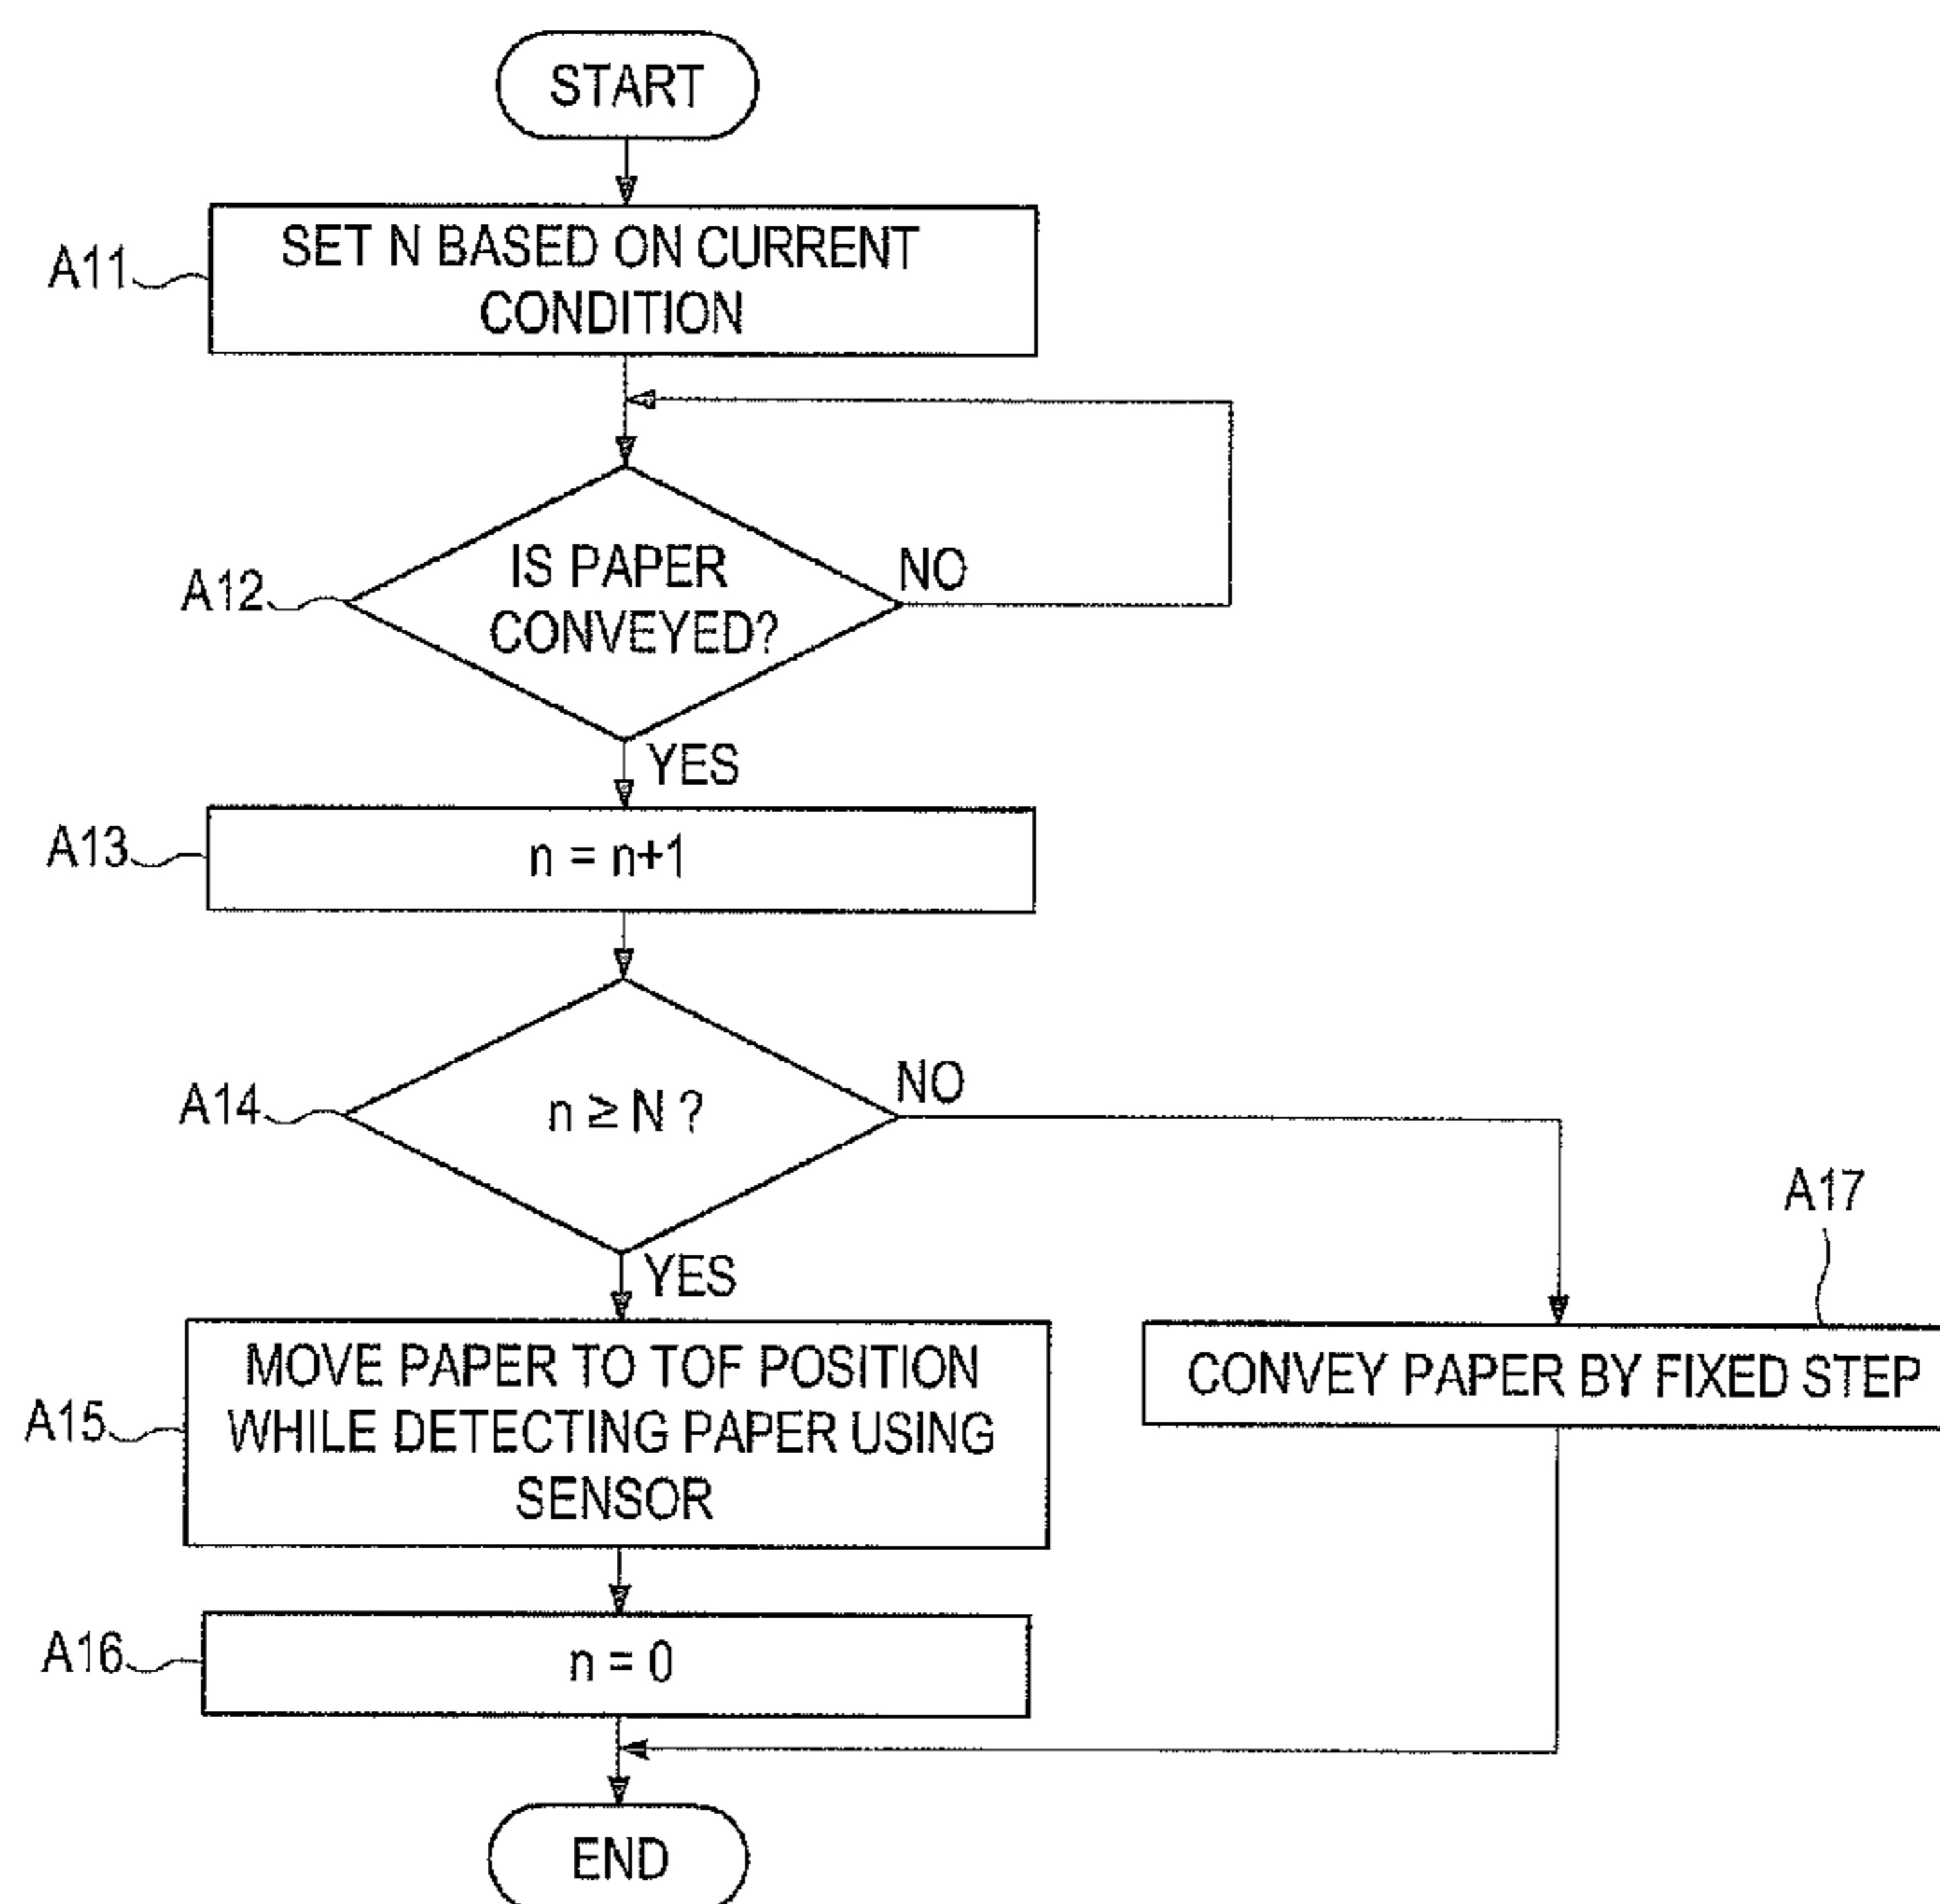 START
A11
SET N BASED ON CURRENT
CONDITION
A12
IS PAPER
CONVEYED?
NO
YES
A13
n = n+1
A14
n ≥ N ?
NO
YES
A17
A15
MOVE PAPER TO TOF POSITION
WHILE DETECTING PAPER USING
SENSOR
CONVEY PAPER BY FIXED STEP
A16
n = 0
END